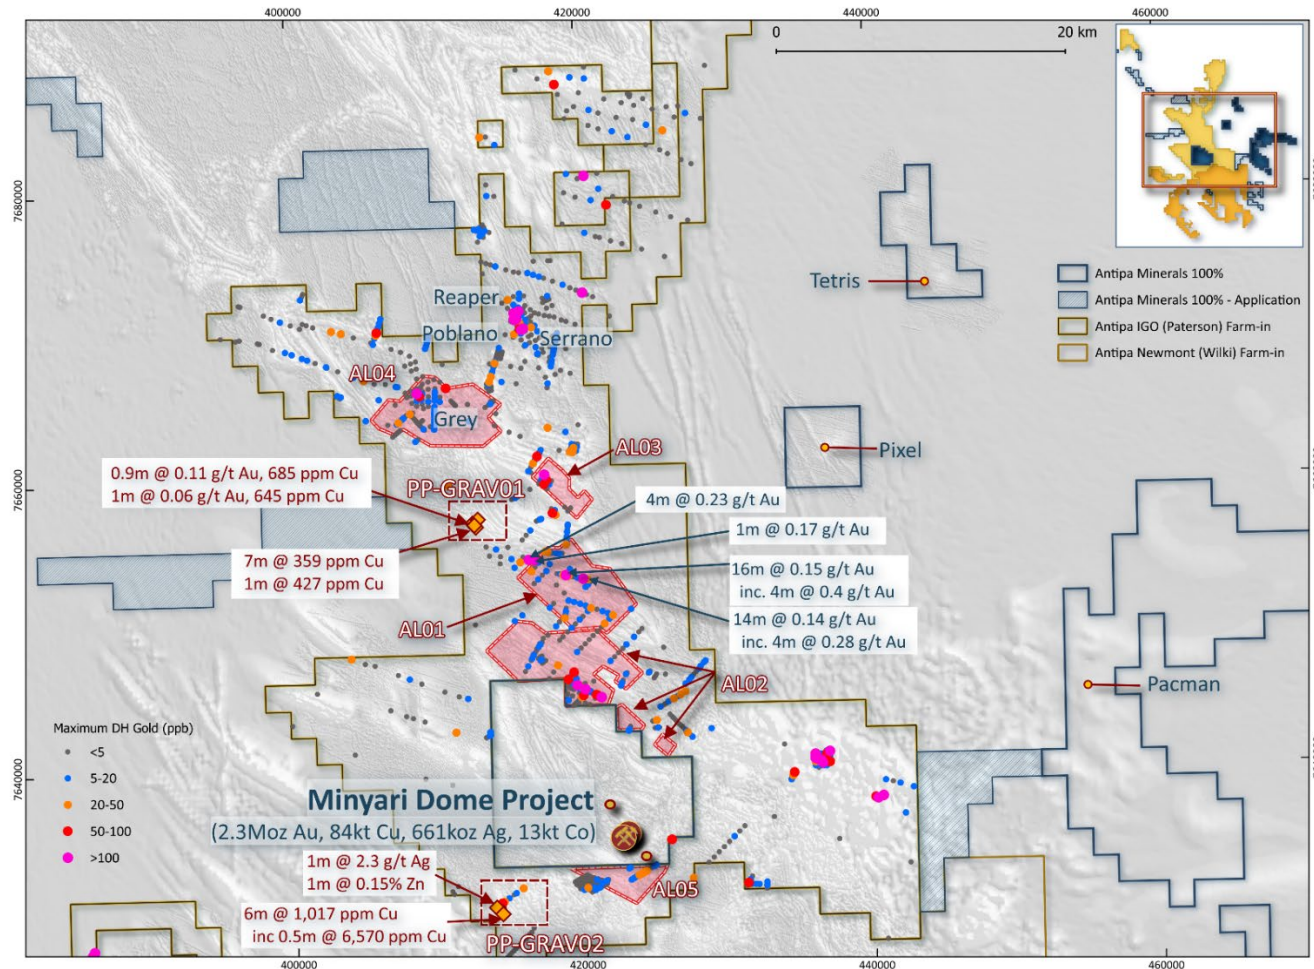 400000
420000
440000
460000
0
20 km
7680000
Tetris
Antipa Minerals 100%
Antipa Minerals 100% - Application
Antipa IGO (Paterson) Farm-in
Antipa Newmont (Wilki) Farm-in
Reaper
Poblano
Serrano
AL04
Grey
AL03
Pixel
0.9m @ 0.11 g/t Au, 685 ppm Cu
1m @ 0.06 g/t Au, 645 ppm Cu
PP-GRAV01
7660000
4m @ 0.23 g/t Au
1m @ 0.17 g/t Au
7m @ 359 ppm Cu
1m @ 427 ppm Cu
16m @ 0.15 g/t Au
inc. 4m @ 0.4 g/t Au
14m @ 0.14 g/t Au
inc. 4m @ 0.28 g/t Au
AL01
AL02
Pacman
Maximum DH Gold (ppb)
<5
5-20
20-50
50-100
>100
7640000
Minyari Dome Project
(2.3Moz Au, 84kt Cu, 661koz Ag, 13kt Co)
1m @ 2.3 g/t Ag
1m @ 0.15% Zn
AL05
6m @ 1,017 ppm Cu
inc 0.5m @ 6,570 ppm Cu
PP-GRAV02
400000
420000
440000
460000